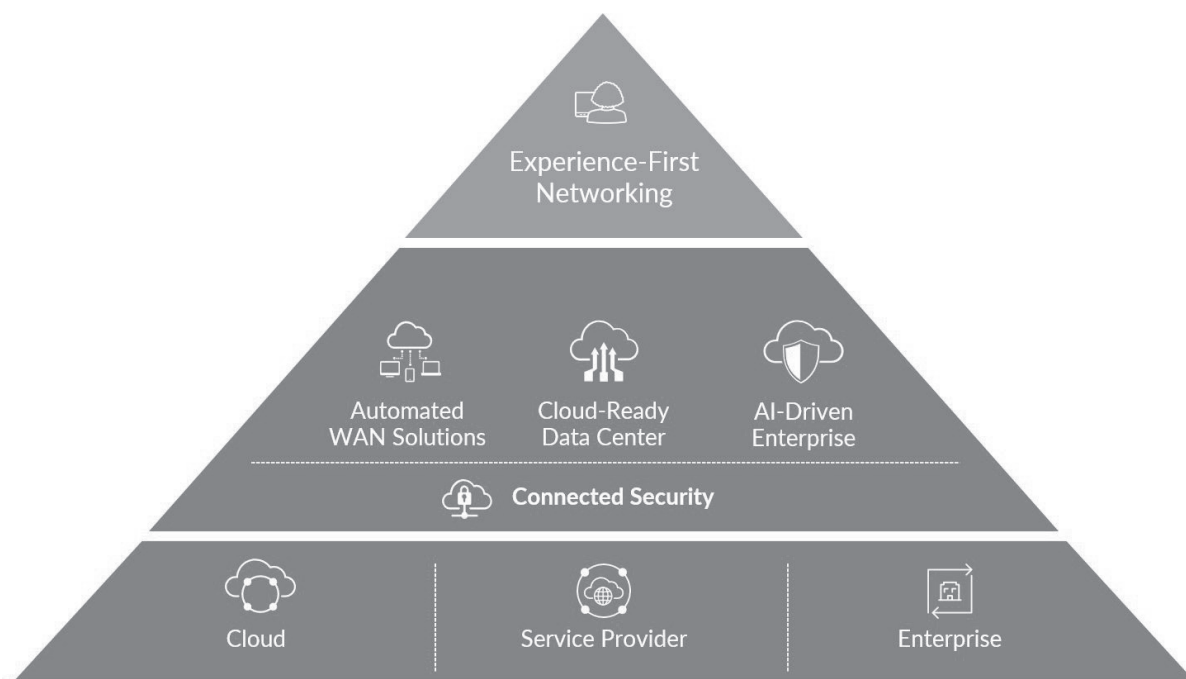 Experience-First
Networking
Automated
WAN Solutions
Cloud-Ready
Data Center
AI-Driven
Enterprise
Connected Security
Cloud
Service Provider
Enterprise